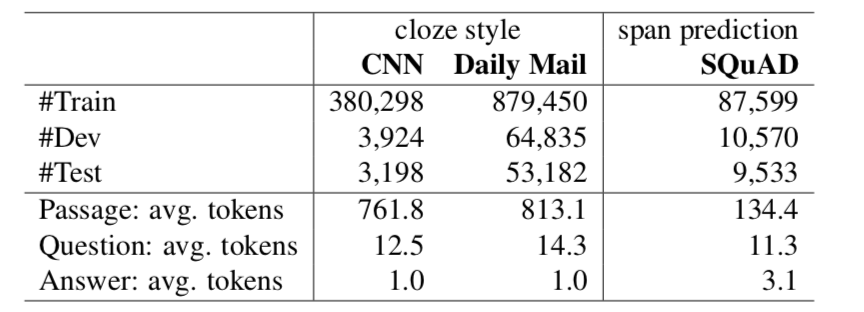 cloze style span prediction
CNN Daily Mail SQuAD
#Train 380,298 879,450 87,599
#Dev 3,924 64,835 10,570
#Test 3,198 53,182 9,533
Passage: avg. tokens 761.8 813.1 134.4
Question: avg. tokens 12.5 14.3 11.3
Answer: avg. tokens 1.0 1.0 3.1